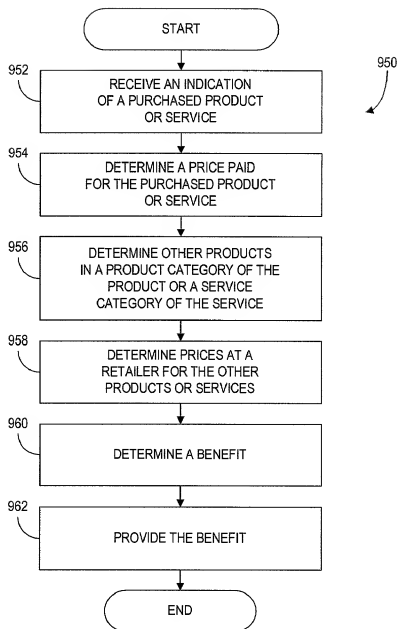 START
950
952
RECEIVE AN INDICATION
OF A PURCHASED PRODUCT
OR SERVICE
954
DETERMINE A PRICE PAID
FOR THE PURCHASED PRODUCT
OR SERVICE
956
DETERMINE OTHER PRODUCTS
IN A PRODUCT CATEGORY OF THE
PRODUCT OR A SERVICE
CATEGORY OF THE SERVICE
958
DETERMINE PRICES AT A
RETAILER FOR THE OTHER
PRODUCTS OR SERVICES
960
DETERMINE A BENEFIT
962
PROVIDE THE BENEFIT
END